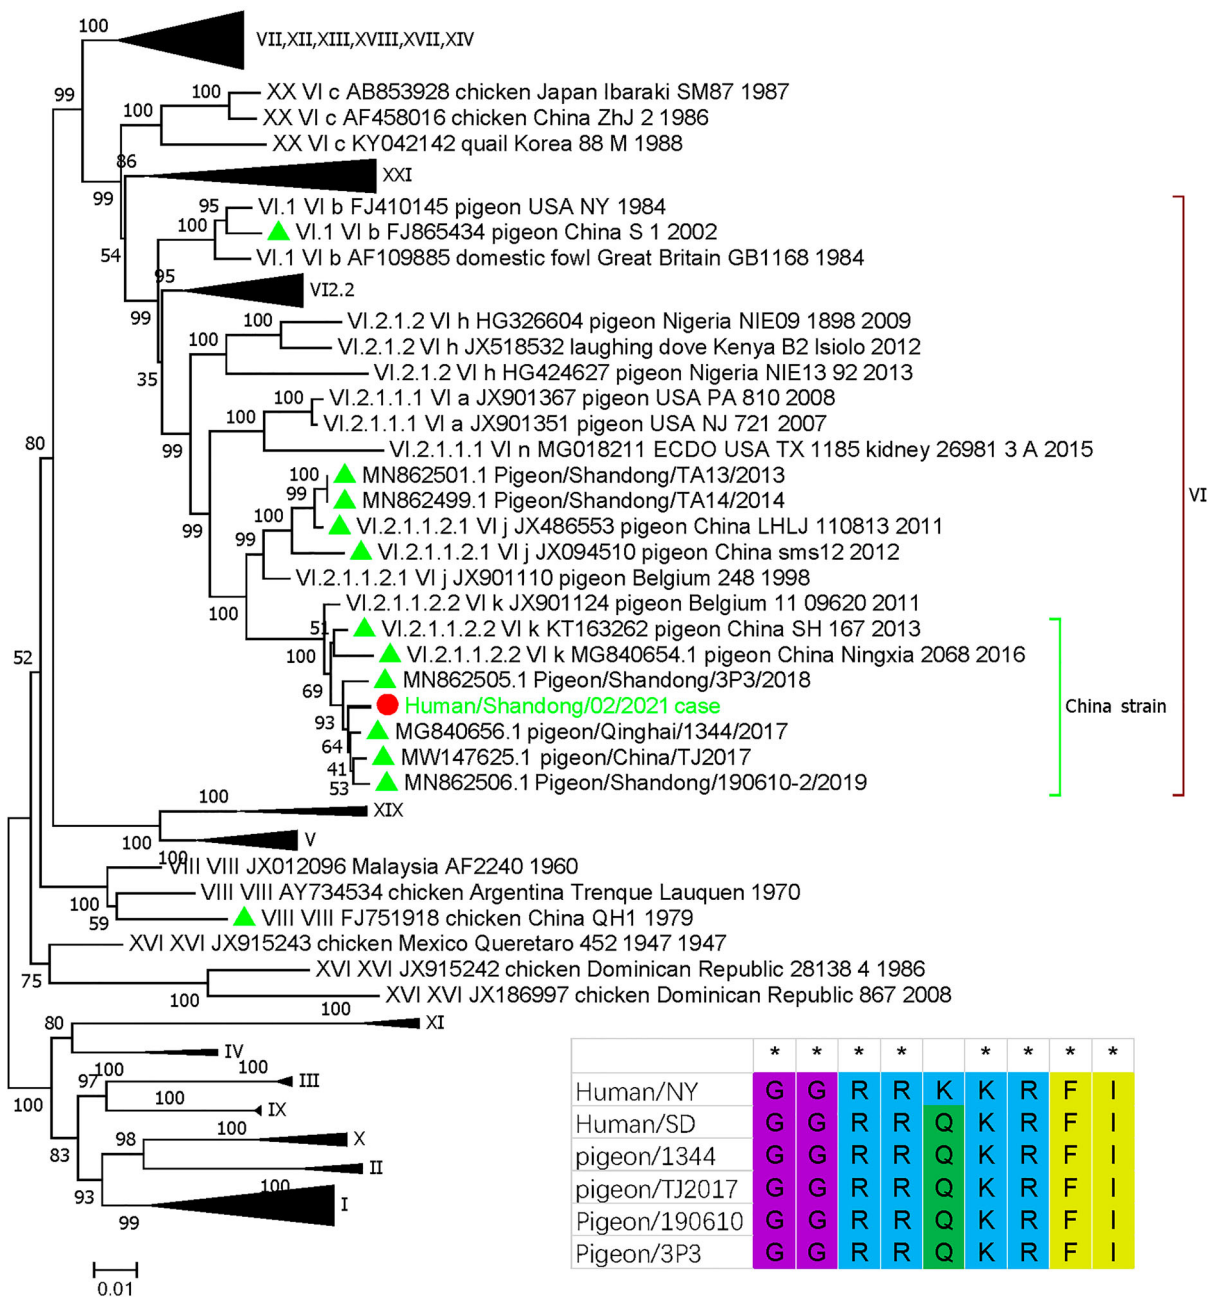 100
VII,XII,XIII,XVIII,XVII,XIV
99
100
XX VI c AB853928 chicken Japan Ibaraki SM87 1987
100
XX VI c AF458016 chicken China ZhJ 2 1986
XX VI c KY042142 quail Korea 88 M 1988
86
XXI
99
95
VI.1 VI b FJ410145 pigeon USA NY 1984
100
VI.1 VI b FJ865434 pigeon China S 1 2002
54
VI.1 VI b AF109885 domestic fowl Great Britain GB1168 1984
95
VI2.2
99
100
VI.2.1.2 VI h HG326604 pigeon Nigeria NIE09 1898 2009
100
VI.2.1.2 VI h JX518532 laughing dove Kenya B2 Isiolo 2012
35
VI.2.1.2 VI h HG424627 pigeon Nigeria NIE13 92 2013
100
VI.2.1.1.1 VI a JX901367 pigeon USA PA 810 2008
100
VI.2.1.1.1 VI a JX901351 pigeon USA NJ 721 2007
80
99
VI.2.1.1.1 VI n MG018211 ECDO USA TX 1185 kidney 26981 3 A 2015
100
MN862501.1 Pigeon/Shandong/TA13/2013
99
MN862499.1 Pigeon/Shandong/TA14/2014
VI
99
100
VI.2.1.1.2.1 VI j JX486553 pigeon China LHLJ 110813 2011
99
VI.2.1.1.2.1 VI j JX094510 pigeon China sms12 2012
VI.2.1.1.2.1 VI j JX901110 pigeon Belgium 248 1998
100
VI.2.1.1.2.2 VI k JX901124 pigeon Belgium 11 09620 2011
51
VI.2.1.1.2.2 VI k KT163262 pigeon China SH 167 2013
52
100
VI.2.1.1.2.2 VI k MG840654.1 pigeon China Ningxia 2068 2016
MN862505.1 Pigeon/Shandong/3P3/2018
69
Human/Shandong/02/2021 case
China strain
93
MG840656.1 pigeon/Qinghai/1344/2017
64
MW147625.1 pigeon/China/TJ2017
41
MN862506.1 Pigeon/Shandong/190610-2/2019
53
100
XIX
100
V
100
VIII VIII JX012096 Malaysia AF2240 1960
VIII VIII AY734534 chicken Argentina Trenque Lauquen 1970
100
59
VIII VIII FJ751918 chicken China QH1 1979
XVI XVI JX915243 chicken Mexico Queretaro 452 1947 1947
75
XVI XVI JX915242 chicken Dominican Republic 28138 4 1986
100
XVI XVI JX186997 chicken Dominican Republic 867 2008
80
100
XI
IV
97
100
100
III
100
100
IX
98
100
X
83
II
93
100
I
99
0.01
* * * * * * * *
Human/NY G G R R K K R F I
Human/SD G G R R Q K R F I
pigeon/1344 G G R R Q K R F I
pigeon/TJ2017 G G R R Q K R F I
Pigeon/190610 G G R R Q K R F I
Pigeon/3P3 G G R R Q K R F I